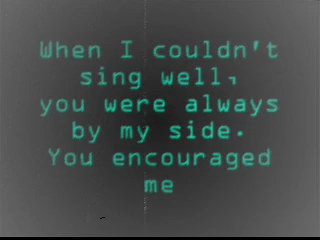 When I couldn't
sing well,
you were always
by my side.
You encouraged
me